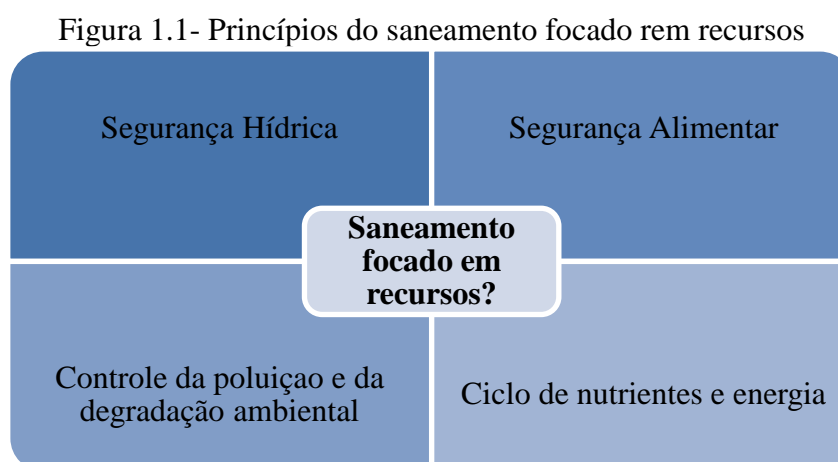 Figura 1.1- Princípios do saneamento focado rem recursos
Segurança Hídrica
Segurança Alimentar
Saneamento
focado em
recursos?
Controle da poluiçao e da
degradação ambiental
Ciclo de nutrientes e energia